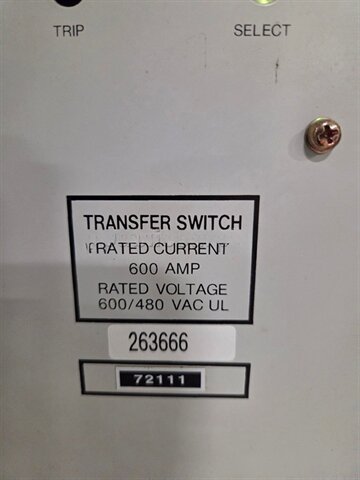 TRIP
SELECT
TRANSFER SWITCH
RATED CURRENT
600 AMP
RATED VOLTAGE
600/480 VAC UL
263666
72111